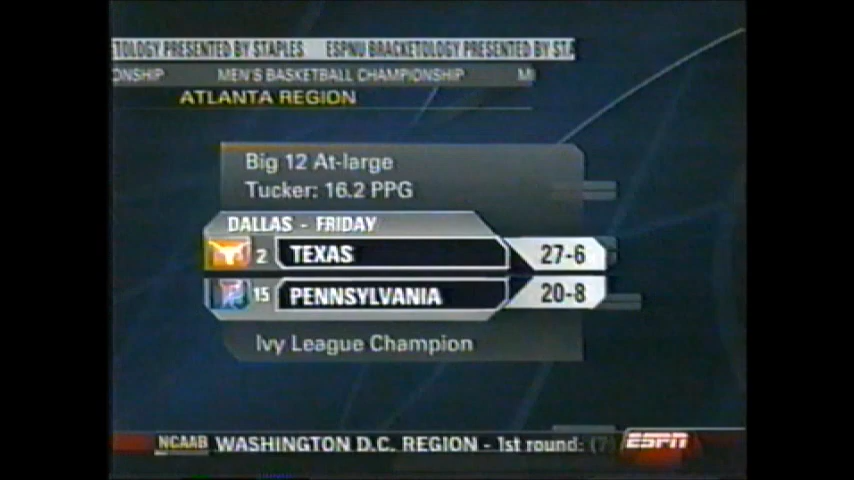 TOLOGY PRESENTED BY STAPLES ESPNU BRACKETOLOGY PRESENTED BY STA
ONSHIP MEN'S BASKETBALL CHAMPIONSHIP M
ATLANTA REGION
Big 12 At-large
Tucker: 16.2 PPG
DALLAS - FRIDAY
2 TEXAS 27-6
15 PENNSYLVANIA 20-8
Ivy League Champion
NCAAB WASHINGTON D.C. REGION - 1st round: (7) ESPN